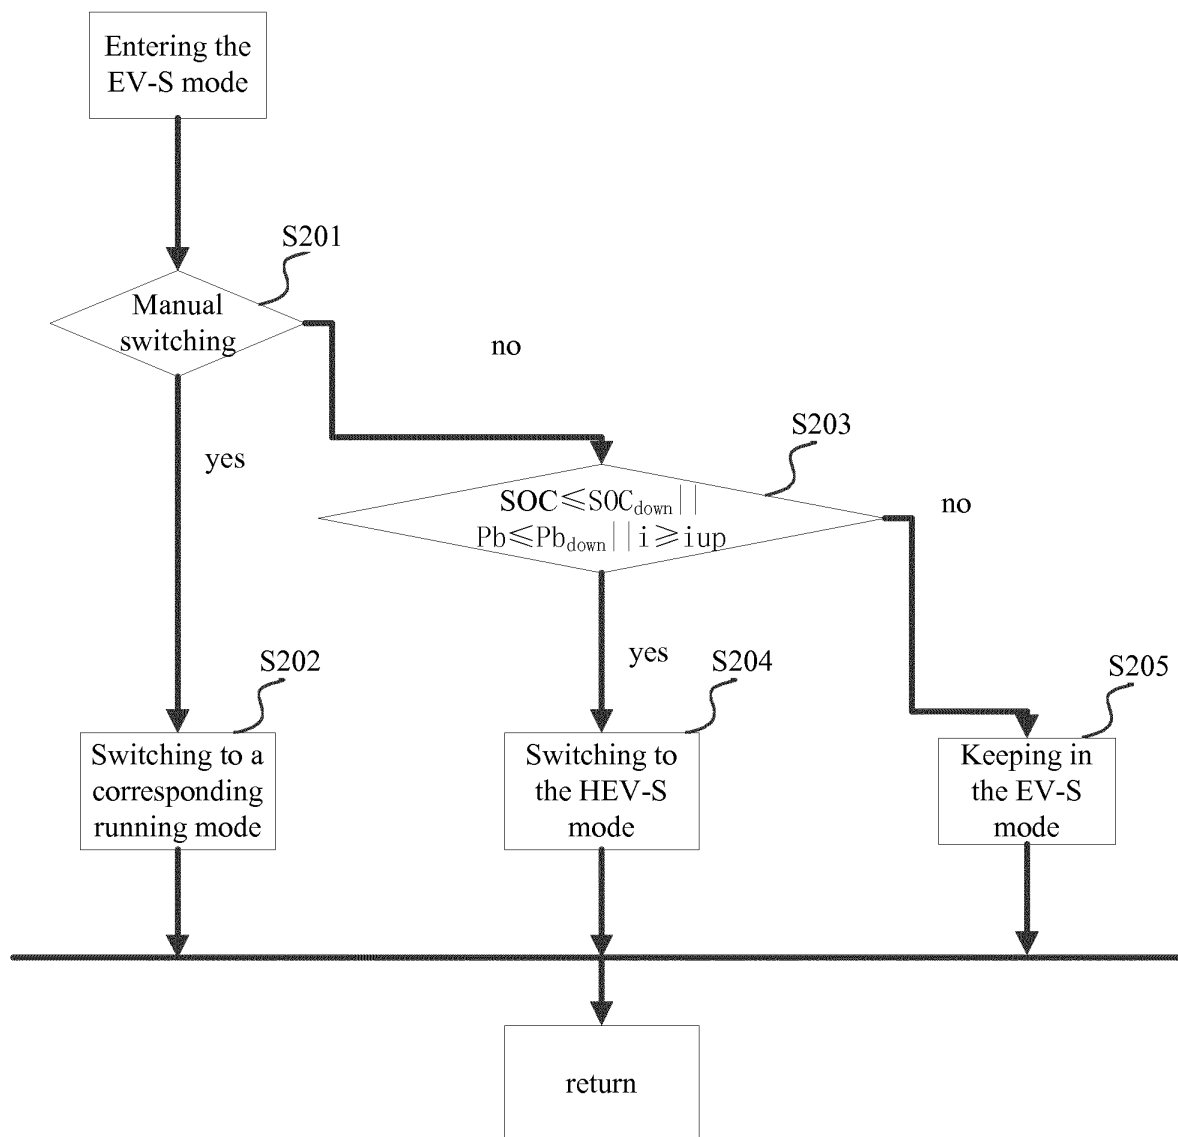 Entering the
EV-S mode
S201
Manual
switching
no
yes
S203
SOC≤SOCdown||
Pb≤Pbdown||i≥iup
no
yes
S202
S204
S205
Switching to a
corresponding
running mode
Switching to
the HEV-S
mode
Keeping in
the EV-S
mode
return